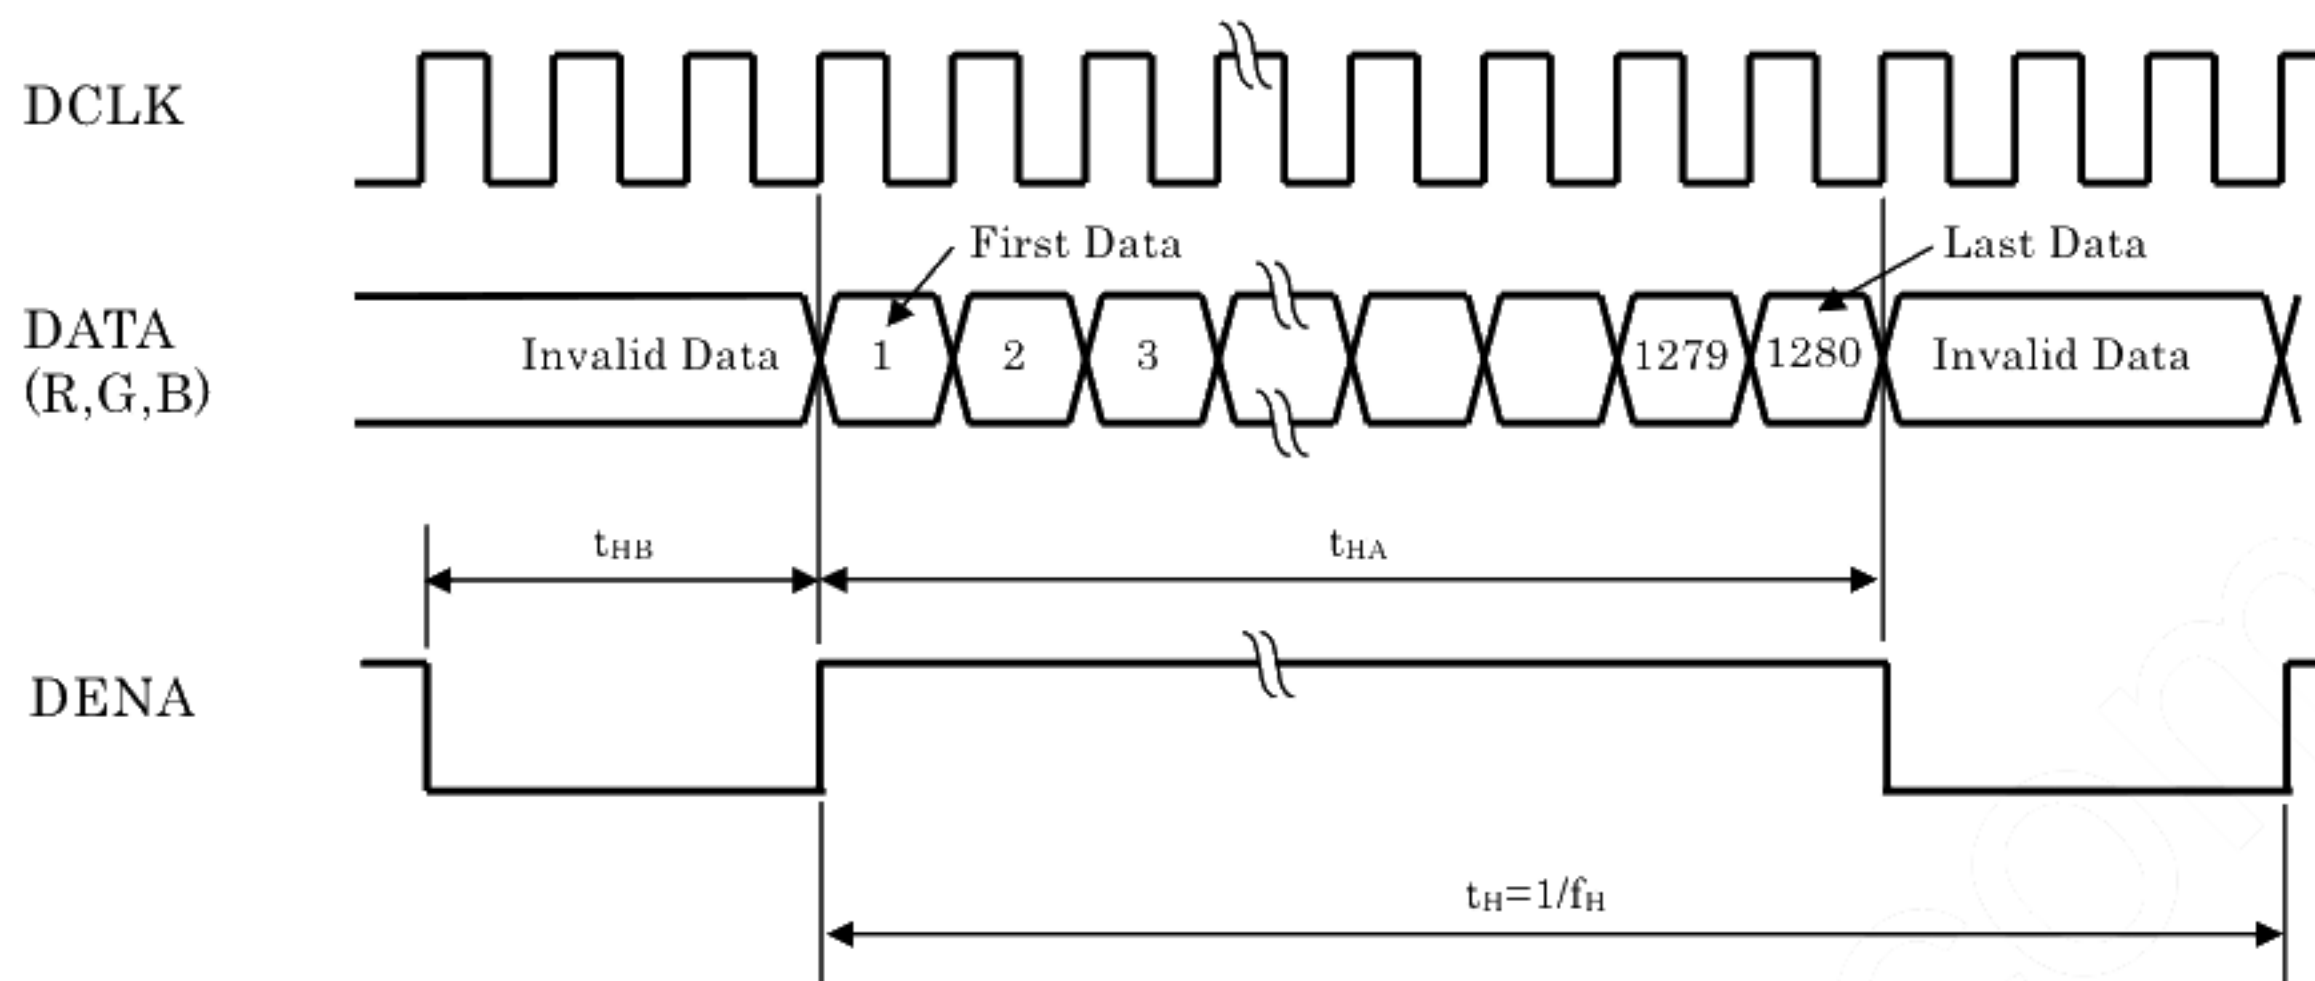 DCLK
First Data
Last Data
DATA
(R,G,B)
Invalid Data 1 2 3 1279 1280 Invalid Data
tHB
tHA
DENA
tH=1/fH